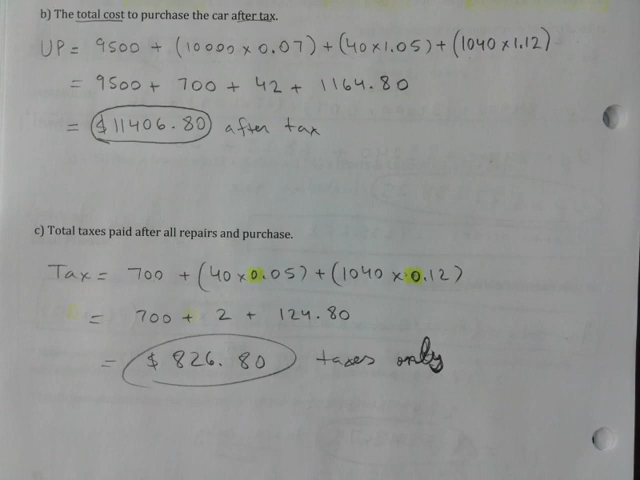 b) The total cost to purchase the car after tax.
UP = 9500 + (10000 x 0.07) + (40 x 1.05) + (1040 x 1.12)
= 9500 + 700 + 42 + 1164.80
= $11406.80 after tax
c) Total taxes paid after all repairs and purchase.
Tax = 700 + (40 x 0.05) + (1040 x 0.12)
= 700 + 2 + 124.80
= $826.80 taxes only